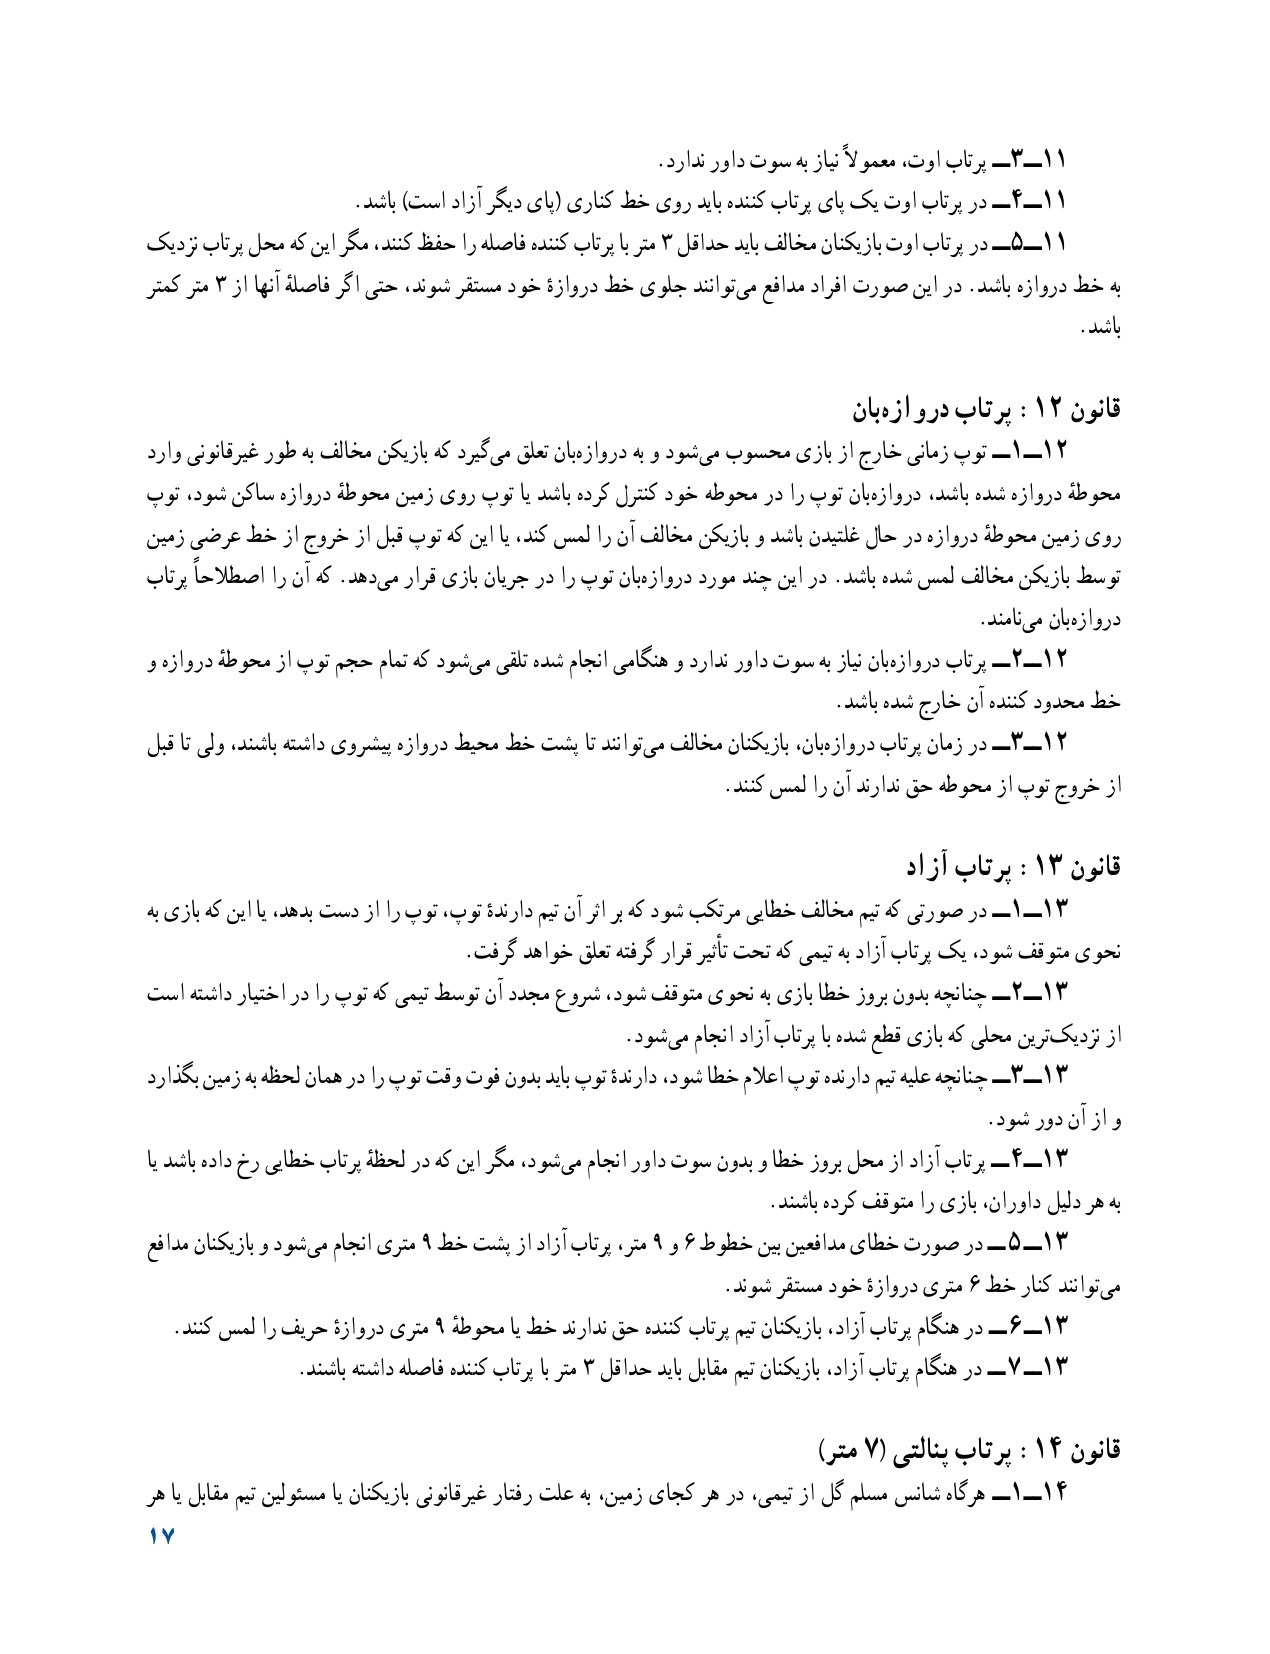 ۱۱ــ۳ــ پرتاب اوت، معمولاً نیاز به سوت داور ندارد.
۱۱ــ۴ــ در پرتاب اوت یک پای پرتاب کننده باید روی خط کناری (پای دیگر آزاد است) باشد.
۱۱ــ۵ــ در پرتاب اوت بازیکنان مخالف باید حداقل ۳ متر با پرتاب کننده فاصله را حفظ کنند، مگر این که محل پرتاب نزدیک
به خط دروازه باشد. در این صورت افراد مدافع می‌توانند جلوی خط دروازهٔ خود مستقر شوند، حتی اگر فاصلهٔ آنها از ۳ متر کمتر
باشد.
قانون ۱۲ : پرتاب دروازه‌بان
۱۲ــ۱ــ توپ زمانی خارج از بازی محسوب می‌شود و به دروازه‌بان تعلق می‌گیرد که بازیکن مخالف به طور غیرقانونی وارد
محوطهٔ دروازه شده باشد، دروازه‌بان توپ را در محوطه خود کنترل کرده باشد یا توپ روی زمین محوطهٔ دروازه ساکن شود، توپ
روی زمین محوطهٔ دروازه در حال غلتیدن باشد و بازیکن مخالف آن را لمس کند، یا این که توپ قبل از خروج از خط عرضی زمین
توسط بازیکن مخالف لمس شده باشد. در این چند مورد دروازه‌بان توپ را در جریان بازی قرار می‌دهد. که آن را اصطلاحاً پرتاب
دروازه‌بان می‌نامند.
۱۲ــ۲ــ پرتاب دروازه‌بان نیاز به سوت داور ندارد و هنگامی انجام شده تلقی می‌شود که تمام حجم توپ از محوطهٔ دروازه و
خط محدود کننده آن خارج شده باشد.
۱۲ــ۳ــ در زمان پرتاب دروازه‌بان، بازیکنان مخالف می‌توانند تا پشت خط محیط دروازه پیشروی داشته باشند، ولی تا قبل
از خروج توپ از محوطه حق ندارند آن را لمس کنند.
قانون ۱۳ : پرتاب آزاد
۱۳ــ۱ــ در صورتی که تیم مخالف خطایی مرتکب شود که بر اثر آن تیم دارندهٔ توپ، توپ را از دست بدهد، یا این که بازی به
نحوی متوقف شود، یک پرتاب آزاد به تیمی که تحت تأثیر قرار گرفته تعلق خواهد گرفت.
۱۳ــ۲ــ چنانچه بدون بروز خطا بازی به نحوی متوقف شود، شروع مجدد آن توسط تیمی که توپ را در اختیار داشته است
از نزدیک‌ترین محلی که بازی قطع شده با پرتاب آزاد انجام می‌شود.
۱۳ــ۳ــ چنانچه علیه تیم دارنده توپ اعلام خطا شود، دارندهٔ توپ باید بدون فوت وقت توپ را در همان لحظه به زمین بگذارد
و از آن دور شود.
۱۳ــ۴ــ پرتاب آزاد از محل بروز خطا و بدون سوت داور انجام می‌شود، مگر این که در لحظهٔ پرتاب خطایی رخ داده باشد یا
به هر دلیل داوران، بازی را متوقف کرده باشند.
۱۳ــ۵ــ در صورت خطای مدافعین بین خطوط ۶ و ۹ متر، پرتاب آزاد از پشت خط ۹ متری انجام می‌شود و بازیکنان مدافع
می‌توانند کنار خط ۶ متری دروازهٔ خود مستقر شوند.
۱۳ــ۶ــ در هنگام پرتاب آزاد، بازیکنان تیم پرتاب کننده حق ندارند خط یا محوطهٔ ۹ متری دروازهٔ حریف را لمس کنند.
۱۳ــ۷ــ در هنگام پرتاب آزاد، بازیکنان تیم مقابل باید حداقل ۳ متر با پرتاب کننده فاصله داشته باشند.
قانون ۱۴ : پرتاب پنالتی (۷ متر)
۱۴ــ۱ــ هرگاه شانس مسلم گل از تیمی، در هر کجای زمین، به علت رفتار غیرقانونی بازیکنان یا مسئولین تیم مقابل یا هر
۱۷